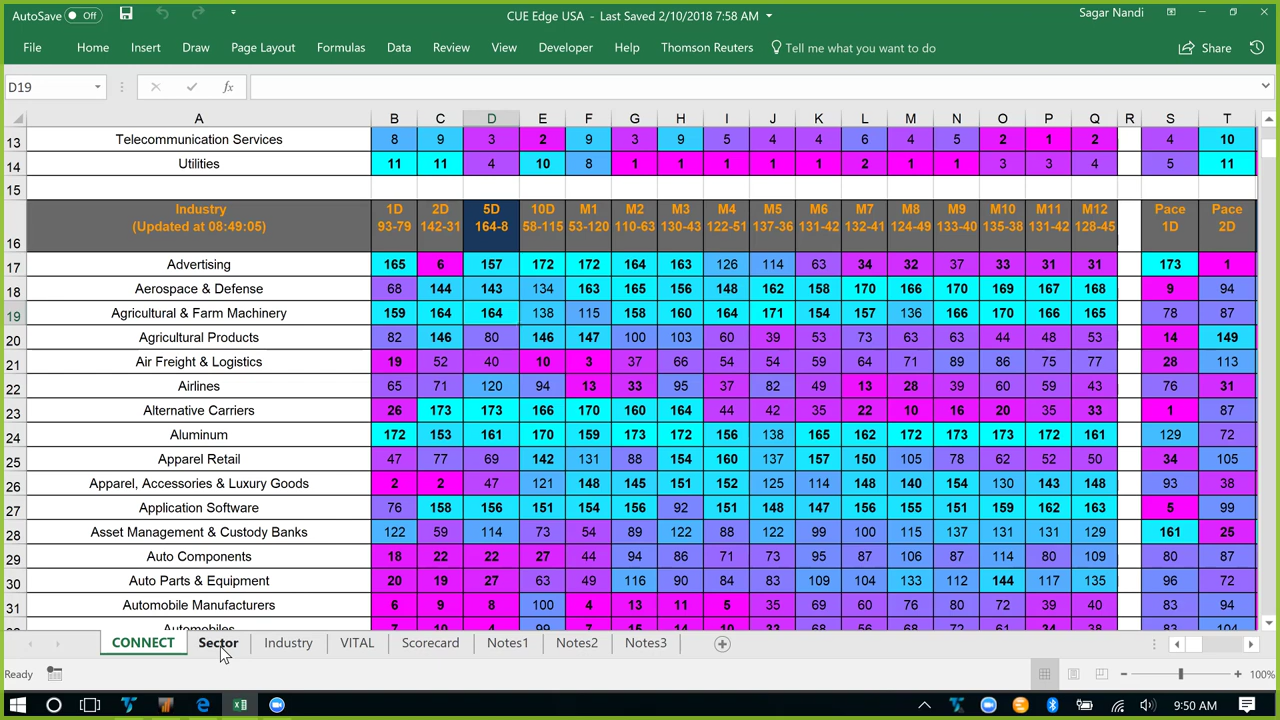 AutoSave Off CUE Edge USA - Last Saved 2/10/2018 7:58 AM Sagar Nandi
File Home Insert Draw Page Layout Formulas Data Review View Developer Help Thomson Reuters Tell me what you want to do Share
D19 fx
A B C D E F G H I J K L M N O P Q R S T
13 Telecommunication Services 8 9 3 2 9 3 9 5 4 4 6 4 5 2 1 2 4 10
14 Utilities 11 11 4 10 8 1 1 1 1 1 2 1 1 3 3 4 5 11
15
Industry 1D 2D 5D 10D M1 M2 M3 M4 M5 M6 M7 M8 M9 M10 M11 M12 Pace Pace
16 (Updated at 08:49:05) 93-79 142-31 164-8 58-115 53-120 110-63 130-43 122-51 137-36 131-42 132-41 124-49 133-40 135-38 131-42 128-45 1D 2D
17 Advertising 165 6 157 172 172 164 163 126 114 63 34 32 37 33 31 31 173 1
18 Aerospace & Defense 68 144 143 134 163 165 156 148 162 158 170 166 170 169 167 168 9 94
19 Agricultural & Farm Machinery 159 164 164 138 115 158 160 164 171 154 157 136 166 170 166 165 78 87
20 Agricultural Products 82 146 80 146 147 100 103 60 39 53 73 63 63 44 48 53 14 149
21 Air Freight & Logistics 19 52 40 10 3 37 66 54 54 59 64 71 89 86 75 77 28 113
22 Airlines 65 71 120 94 13 33 95 37 82 49 13 28 39 60 59 43 76 31
23 Alternative Carriers 26 173 173 166 170 160 164 44 42 35 22 10 16 20 35 33 1 87
24 Aluminum 172 153 161 170 159 173 172 156 138 165 162 172 173 173 172 161 129 72
25 Apparel Retail 47 77 69 142 131 88 154 160 137 157 150 105 78 62 52 50 34 105
26 Apparel, Accessories & Luxury Goods 2 2 47 121 148 145 151 152 125 114 148 140 154 130 143 148 93 38
27 Application Software 76 158 156 151 154 156 92 151 148 147 156 155 151 159 162 163 5 99
28 Asset Management & Custody Banks 122 59 114 73 54 89 122 88 122 99 100 115 137 131 131 129 161 25
29 Auto Components 18 22 22 27 44 94 86 71 73 95 87 106 87 114 80 109 80 87
30 Auto Parts & Equipment 20 19 27 63 49 116 90 84 83 109 104 133 112 144 117 135 96 72
31 Automobile Manufacturers 6 9 8 100 4 13 11 5 35 69 60 76 80 72 39 40 83 94
Automobiles 7 10 4 99 7 15 14 10 33 68 56 68 72 104
CONNECT Sector Industry VITAL Scorecard Notes1 Notes2 Notes3
Ready 100%
9:50 AM